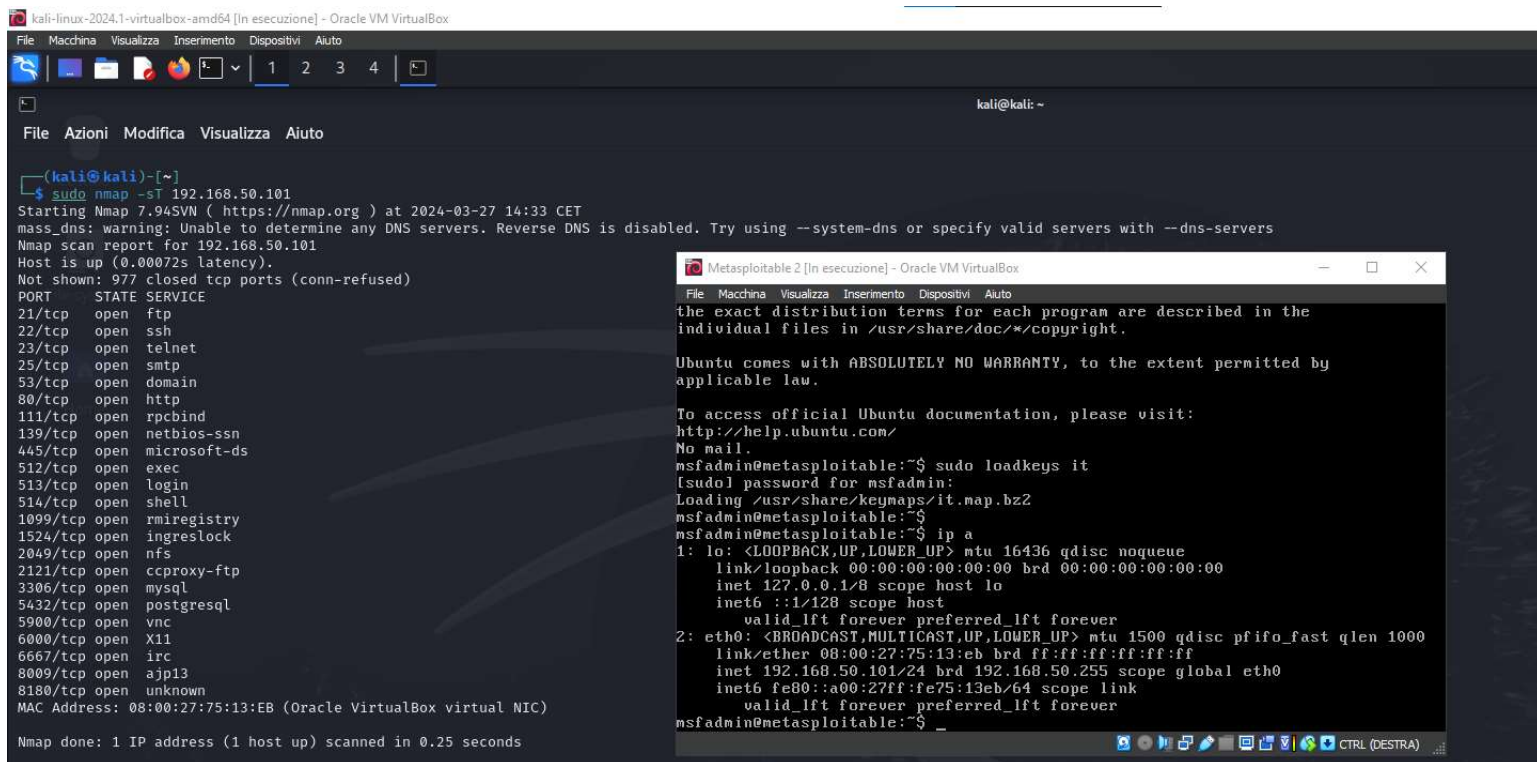 kali-linux-2024.1-virtualbox-amd64 [In esecuzione] - Oracle VM VirtualBox
File Macchina Visualizza Inserimento Dispositivi Aiuto
1 2 3 4
kali@kali: ~
File Azioni Modifica Visualizza Aiuto
(kali㉿kali)-[~]
$ sudo nmap -sT 192.168.50.101
Starting Nmap 7.94SVN ( https://nmap.org ) at 2024-03-27 14:33 CET
mass_dns: warning: Unable to determine any DNS servers. Reverse DNS is disabled. Try using --system-dns or specify valid servers with --dns-servers
Nmap scan report for 192.168.50.101
Host is up (0.00072s latency).
Not shown: 977 closed tcp ports (conn-refused)
PORT STATE SERVICE
21/tcp open ftp
22/tcp open ssh
23/tcp open telnet
25/tcp open smtp
53/tcp open domain
80/tcp open http
111/tcp open rpcbind
139/tcp open netbios-ssn
445/tcp open microsoft-ds
512/tcp open exec
513/tcp open login
514/tcp open shell
1099/tcp open rmiregistry
1524/tcp open ingreslock
2049/tcp open nfs
2121/tcp open ccproxy-ftp
3306/tcp open mysql
5432/tcp open postgresql
5900/tcp open vnc
6000/tcp open X11
6667/tcp open irc
8009/tcp open ajp13
8180/tcp open unknown
MAC Address: 08:00:27:75:13:EB (Oracle VirtualBox virtual NIC)
Nmap done: 1 IP address (1 host up) scanned in 0.25 seconds
Metasploitable 2 [In esecuzione] - Oracle VM VirtualBox
File Macchina Visualizza Inserimento Dispositivi Aiuto
the exact distribution terms for each program are described in the
individual files in /usr/share/doc/*/copyright.
Ubuntu comes with ABSOLUTELY NO WARRANTY, to the extent permitted by
applicable law.
To access official Ubuntu documentation, please visit:
http://help.ubuntu.com/
No mail.
msfadmin@metasploitable:~$ sudo loadkeys it
[sudo] password for msfadmin:
Loading /usr/share/keymaps/it.map.bz2
msfadmin@metasploitable:~$
msfadmin@metasploitable:~$ ip a
1: lo: <LOOPBACK,UP,LOWER_UP> mtu 16436 qdisc noqueue
link/loopback 00:00:00:00:00:00 brd 00:00:00:00:00:00
inet 127.0.0.1/8 scope host lo
inet6 ::1/128 scope host
valid_lft forever preferred_lft forever
2: eth0: <BROADCAST,MULTICAST,UP,LOWER_UP> mtu 1500 qdisc pfifo_fast qlen 1000
link/ether 08:00:27:75:13:eb brd ff:ff:ff:ff:ff:ff
inet 192.168.50.101/24 brd 192.168.50.255 scope global eth0
inet6 fe80::a00:27ff:fe75:13eb/64 scope link
valid_lft forever preferred_lft forever
msfadmin@metasploitable:~$ _
CTRL (DESTRA)